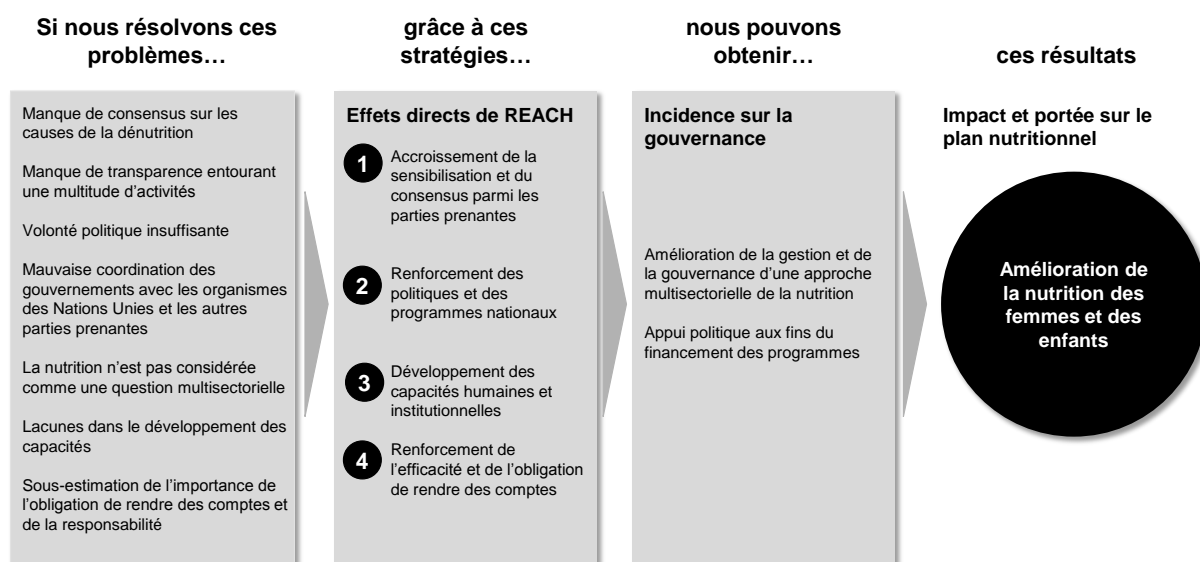 Si nous résolvons ces
problèmes…
Manque de consensus sur les
causes de la dénutrition
Manque de transparence entourant
une multitude d’activités
Volonté politique insuffisante
Mauvaise coordination des
gouvernements avec les organismes
des Nations Unies et les autres
parties prenantes
La nutrition n’est pas considérée
comme une question multisectorielle
Lacunes dans le développement des
capacités
Sous-estimation de l’importance de
l’obligation de rendre des comptes et
de la responsabilité
grâce à ces
stratégies…
Effets directs de REACH
1
Accroissement de la
sensibilisation et du
consensus parmi les
parties prenantes
2
Renforcement des
politiques et des
programmes nationaux
3
Développement des
capacités humaines et
institutionnelles
4
Renforcement de
l’efficacité et de l’obligation
de rendre des comptes
nous pouvons
obtenir…
Incidence sur la
gouvernance
Amélioration de la gestion et de
la gouvernance d’une approche
multisectorielle de la nutrition
Appui politique aux fins du
financement des programmes
ces résultats
Impact et portée sur le
plan nutritionnel
Amélioration de
la nutrition des
femmes et des
enfants